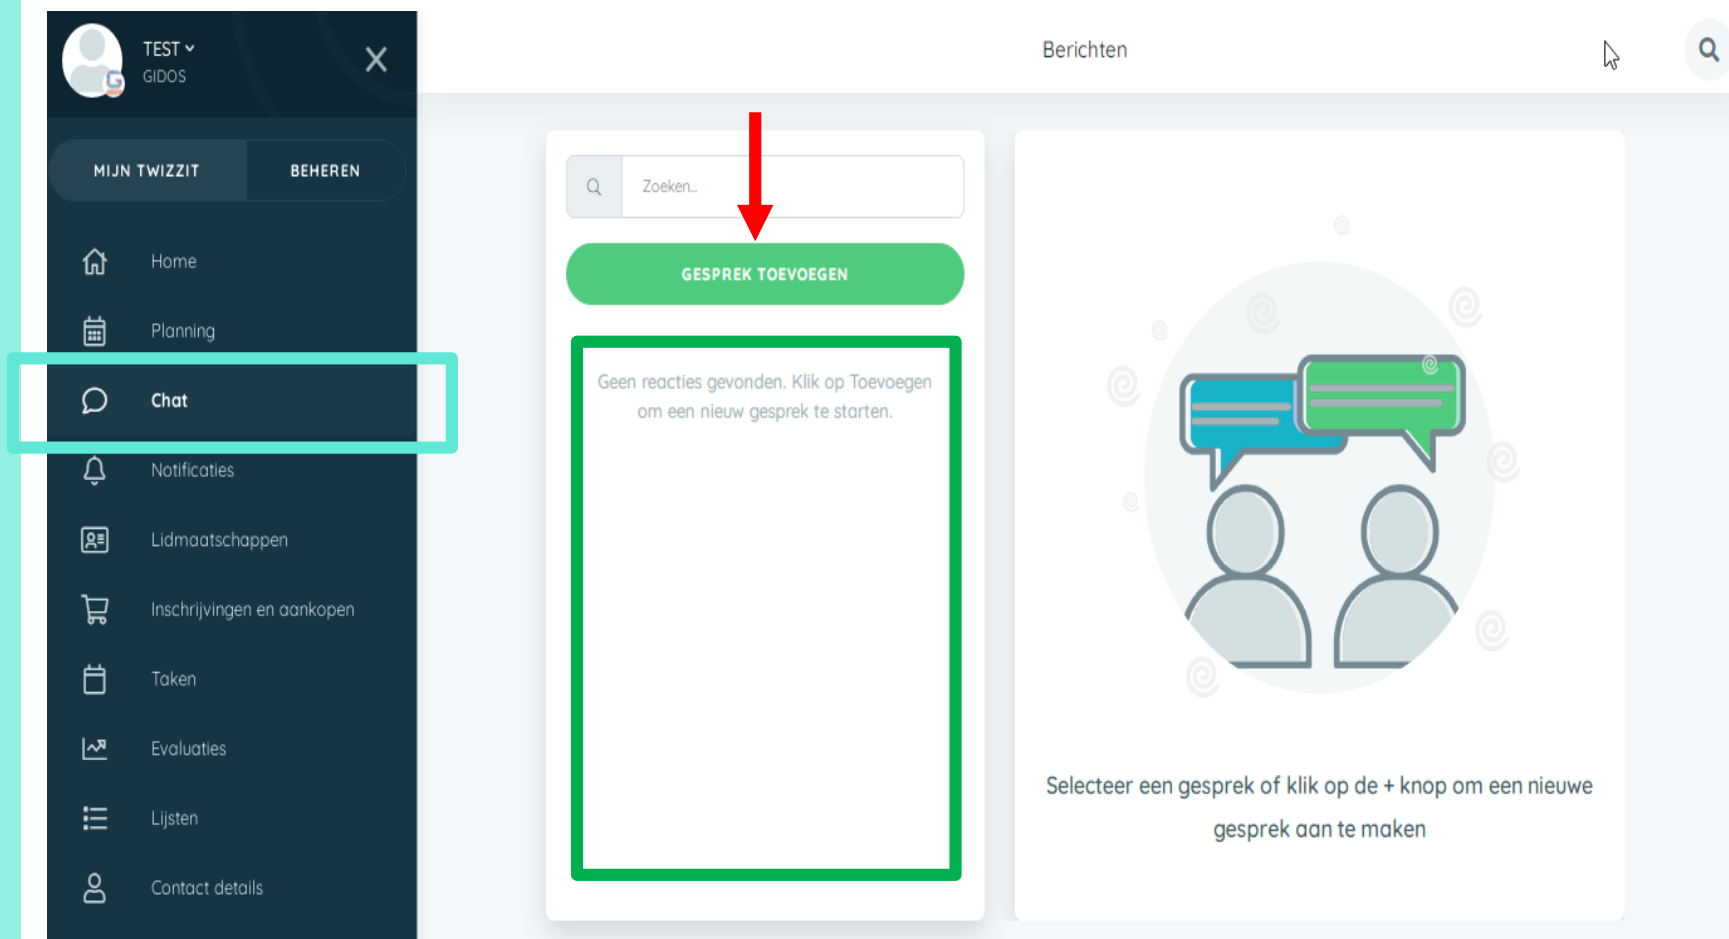 TEST
GIDOS
MIJN TWIZZIT
BEHEREN
Home
Planning
Chat
Notificaties
Lidmaatschappen
Inschrijvingen en aankopen
Taken
Evaluaties
Lijsten
Contact details
Berichten
Zoeken...
GESPREK TOEVOEGEN
Geen reacties gevonden. Klik op Toevoegen
om een nieuw gesprek te starten.
Selecteer een gesprek of klik op de + knop om een nieuwe
gesprek aan te maken